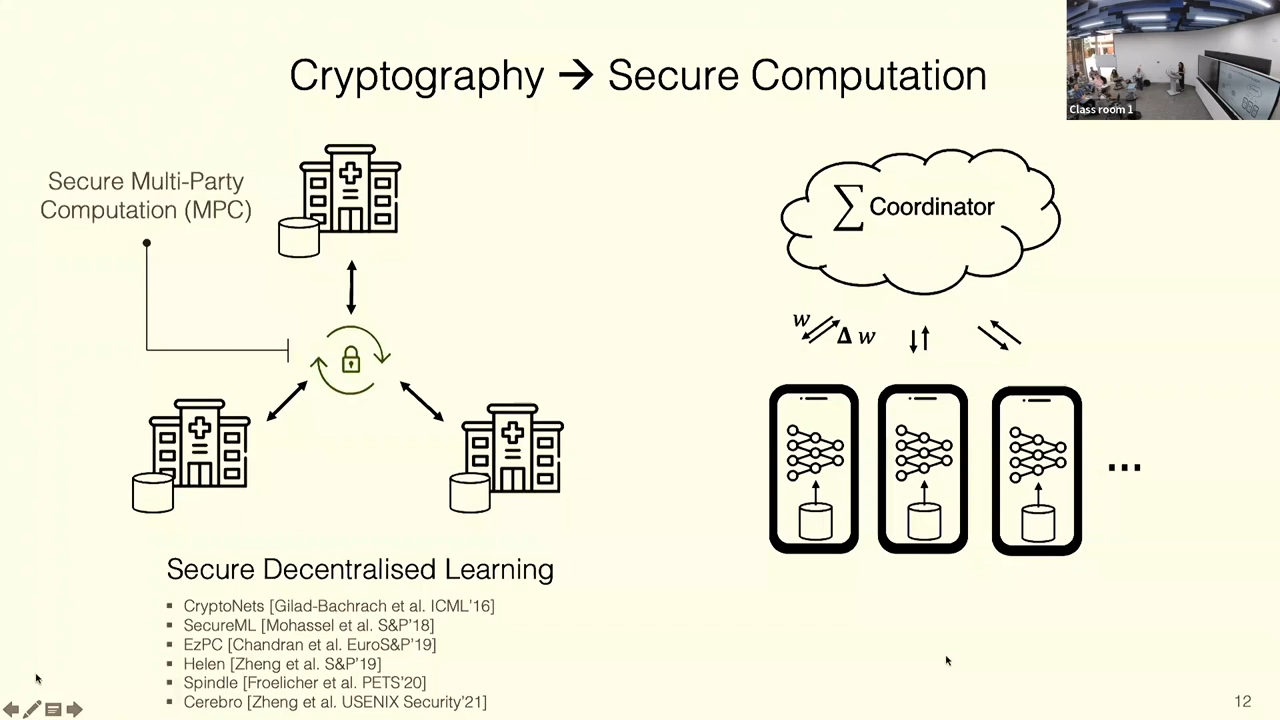 Cryptography → Secure Computation
Class room 1
Secure Multi-Party
Computation (MPC)
∑ Coordinator
w
Δ w
...
Secure Decentralised Learning
▪ CryptoNets [Gilad-Bachrach et al. ICML'16]
▪ SecureML [Mohassel et al. S&P'18]
▪ EzPC [Chandran et al. EuroS&P'19]
▪ Helen [Zheng et al. S&P'19]
▪ Spindle [Froelicher et al. PETS'20]
▪ Cerebro [Zheng et al. USENIX Security'21]
12